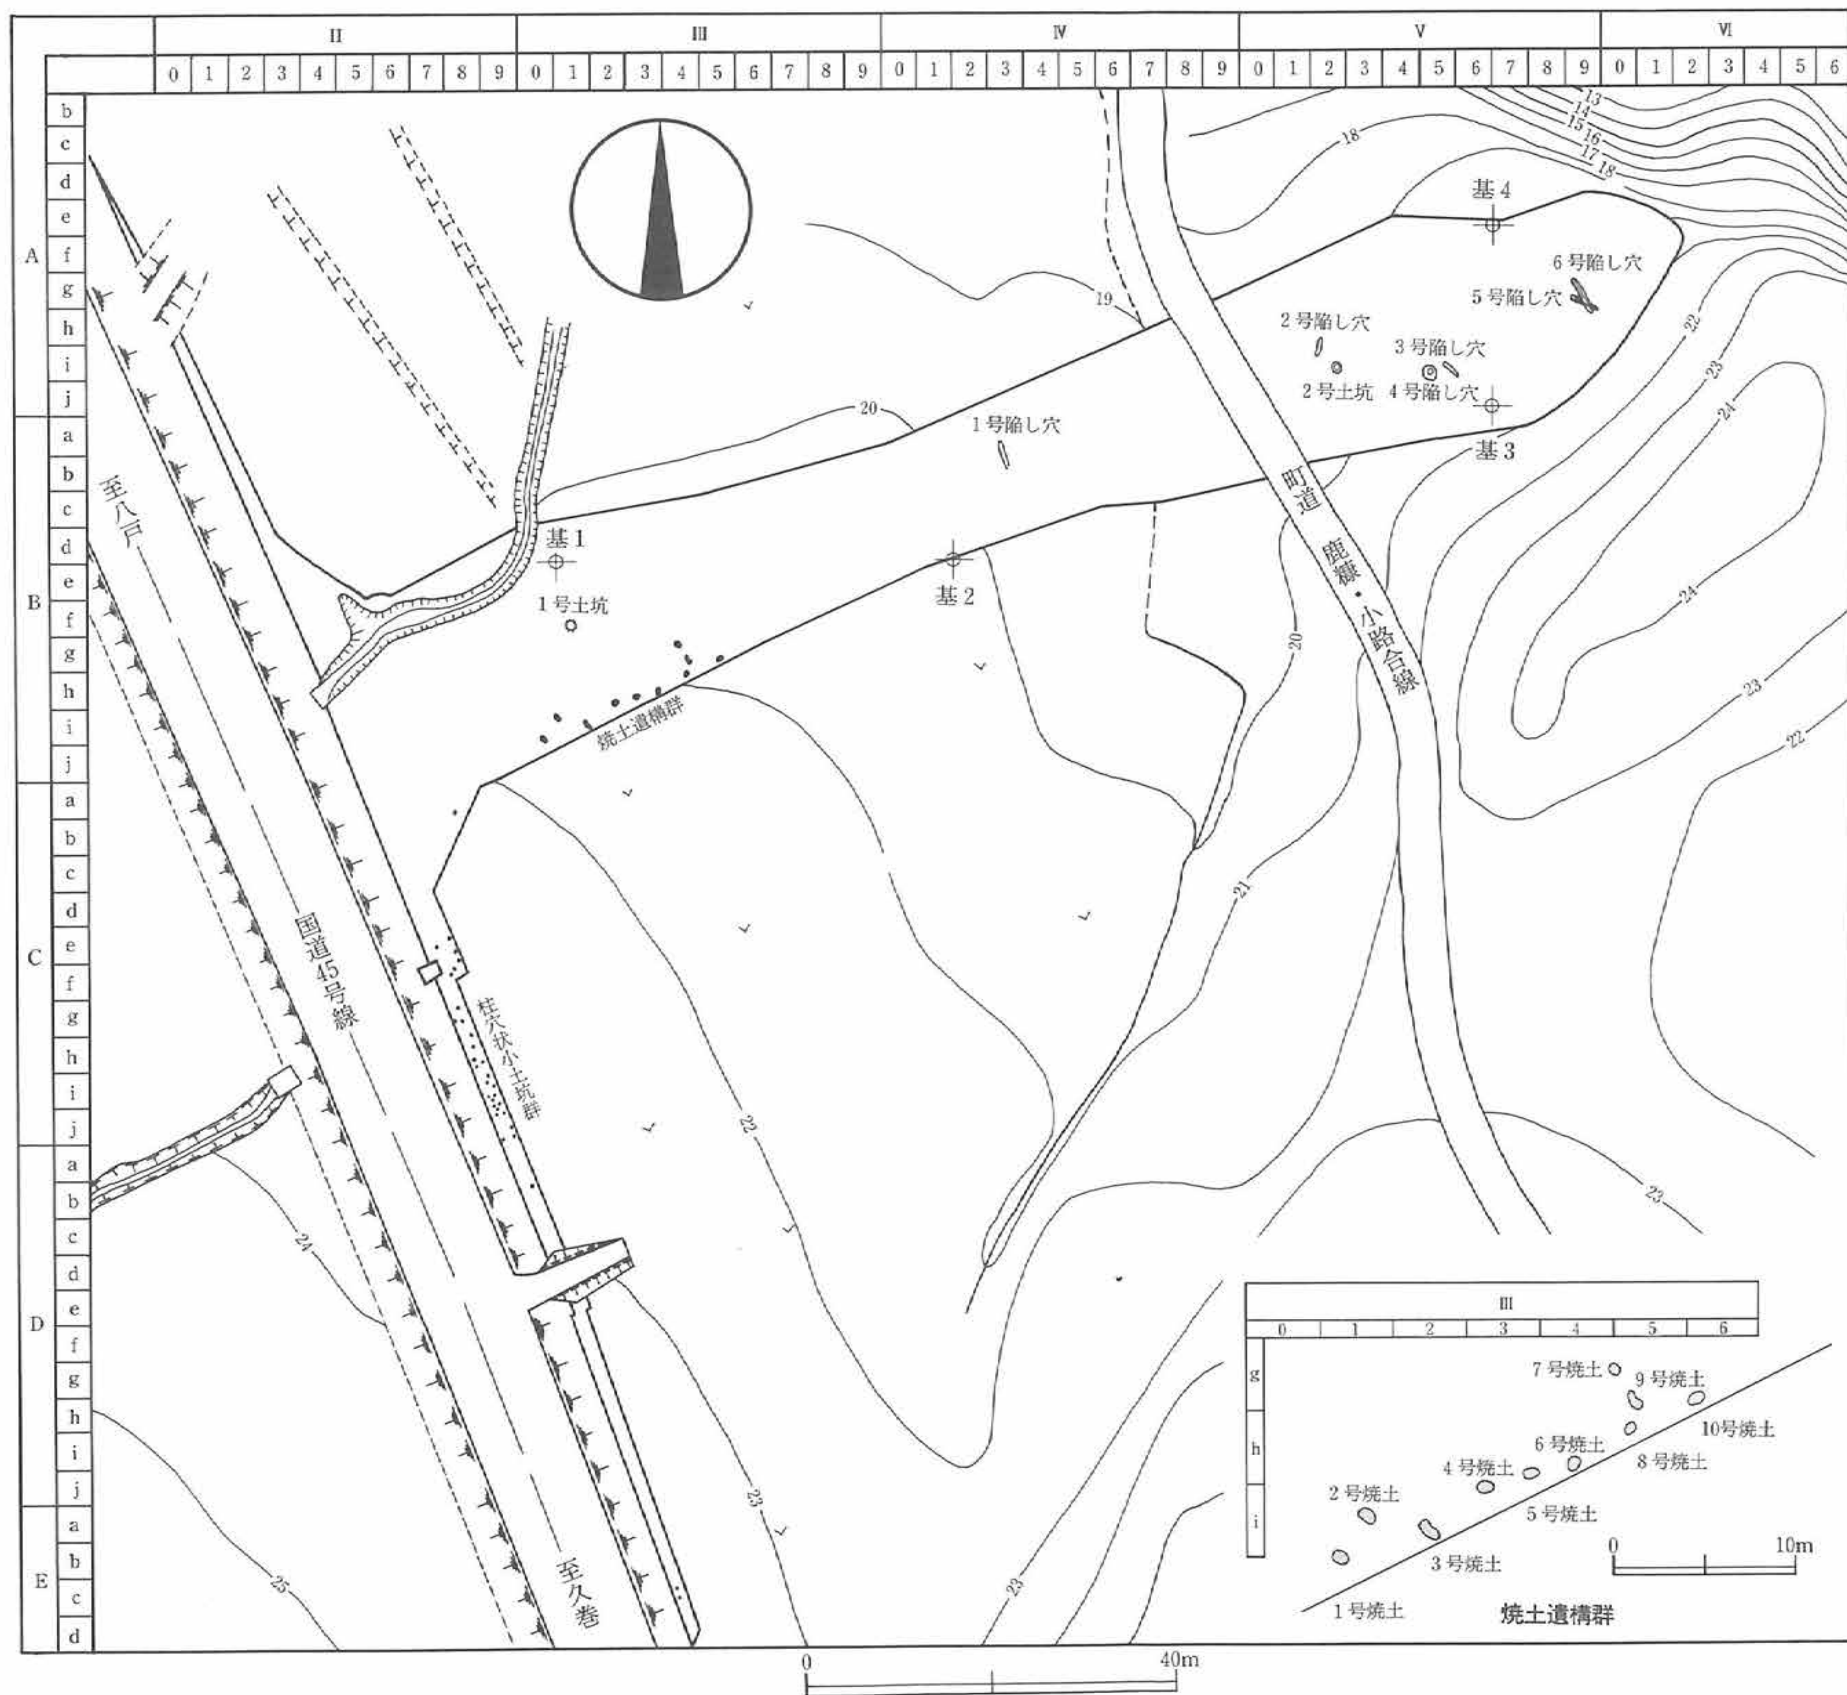 II III IV V VI
0 1 2 3 4 5 6 7 8 9 0 1 2 3 4 5 6 7 8 9 0 1 2 3 4 5 6 7 8 9 0 1 2 3 4 5 6 7 8 9 0 1 2 3 4 5 6
A
b
c
d
e
f
g
h
i
j
B
a
b
c
d
e
f
g
h
i
j
C
a
b
c
d
e
f
g
h
i
j
D
a
b
c
d
e
f
g
h
i
j
E
a
b
c
d
13
14
15
16
17
18
18
基4
6号陥し穴
5号陥し穴
19
2号陥し穴
3号陥し穴
2号土坑
4号陥し穴
22
23
24
20
1号陥し穴
基3
至八戸
町道 鹿糠・小路合線
基1
基2
1号土坑
24
20
23
22
焼土遺構群
21
国道45号線
柱穴状小土坑群
22
23
24
23
25
23
至久巻
III
0 1 2 3 4 5 6
g
h
i
7号焼土
9号焼土
10号焼土
6号焼土
8号焼土
4号焼土
2号焼土
5号焼土
3号焼土
1号焼土
0 10m
焼土遺構群
0 40m